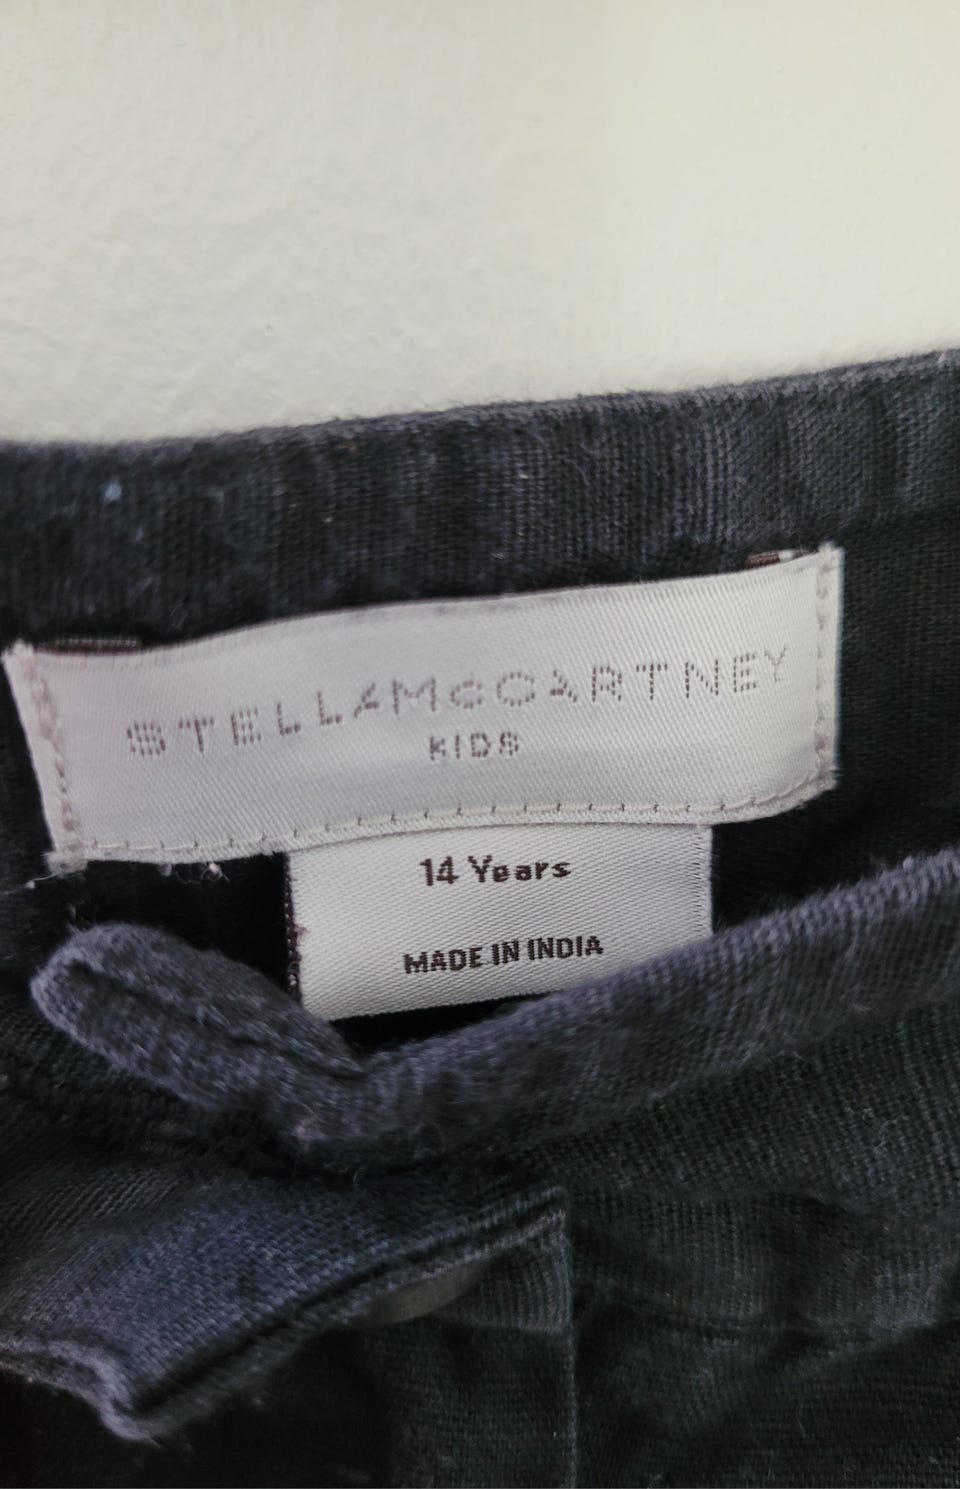 STELLAMcCARTNEY
KIDS
14 Years
MADE IN INDIA